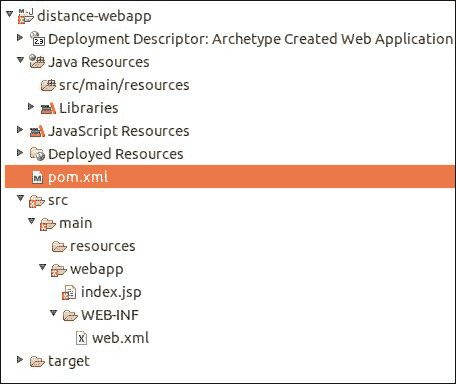 distance-webapp
Deployment Descriptor: Archetype Created Web Application
Java Resources
src/main/resources
Libraries
JavaScript Resources
Deployed Resources
pom.xml
src
main
resources
webapp
index.jsp
WEB-INF
web.xml
target